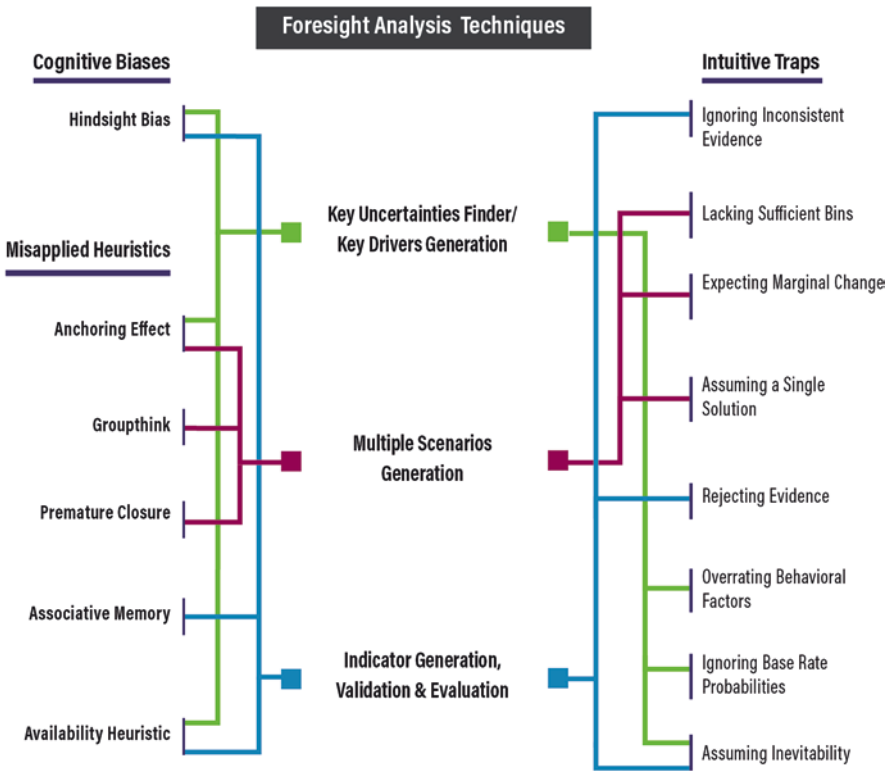 Foresight Analysis Techniques
Cognitive Biases
Hindsight Bias
Misapplied Heuristics
Anchoring Effect
Groupthink
Premature Closure
Associative Memory
Availability Heuristic
Key Uncertainties Finder/
Key Drivers Generation
Multiple Scenarios
Generation
Indicator Generation,
Validation & Evaluation
Intuitive Traps
Ignoring Inconsistent
Evidence
Lacking Sufficient Bins
Expecting Marginal Change
Assuming a Single
Solution
Rejecting Evidence
Overrating Behavioral
Factors
Ignoring Base Rate
Probabilities
Assuming Inevitability